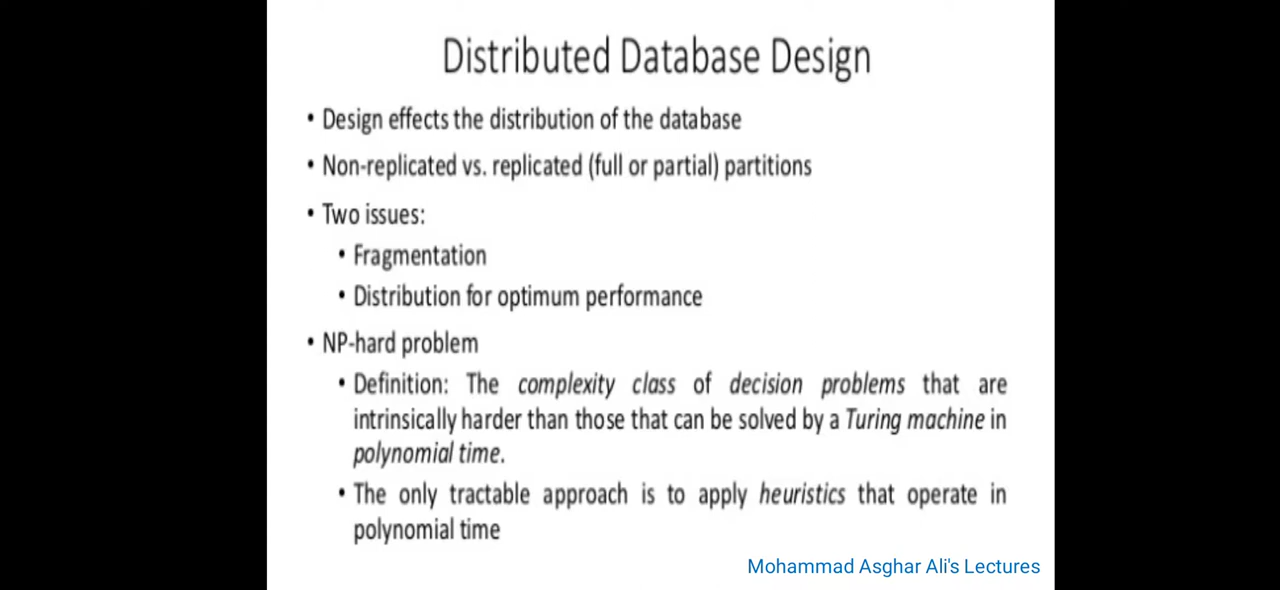 Distributed Database Design
• Design effects the distribution of the database
• Non-replicated vs. replicated (full or partial) partitions
• Two issues:
• Fragmentation
• Distribution for optimum performance
• NP-hard problem
• Definition: The complexity class of decision problems that are
intrinsically harder than those that can be solved by a Turing machine in
polynomial time.
• The only tractable approach is to apply heuristics that operate in
polynomial time
Mohammad Asghar Ali's Lectures